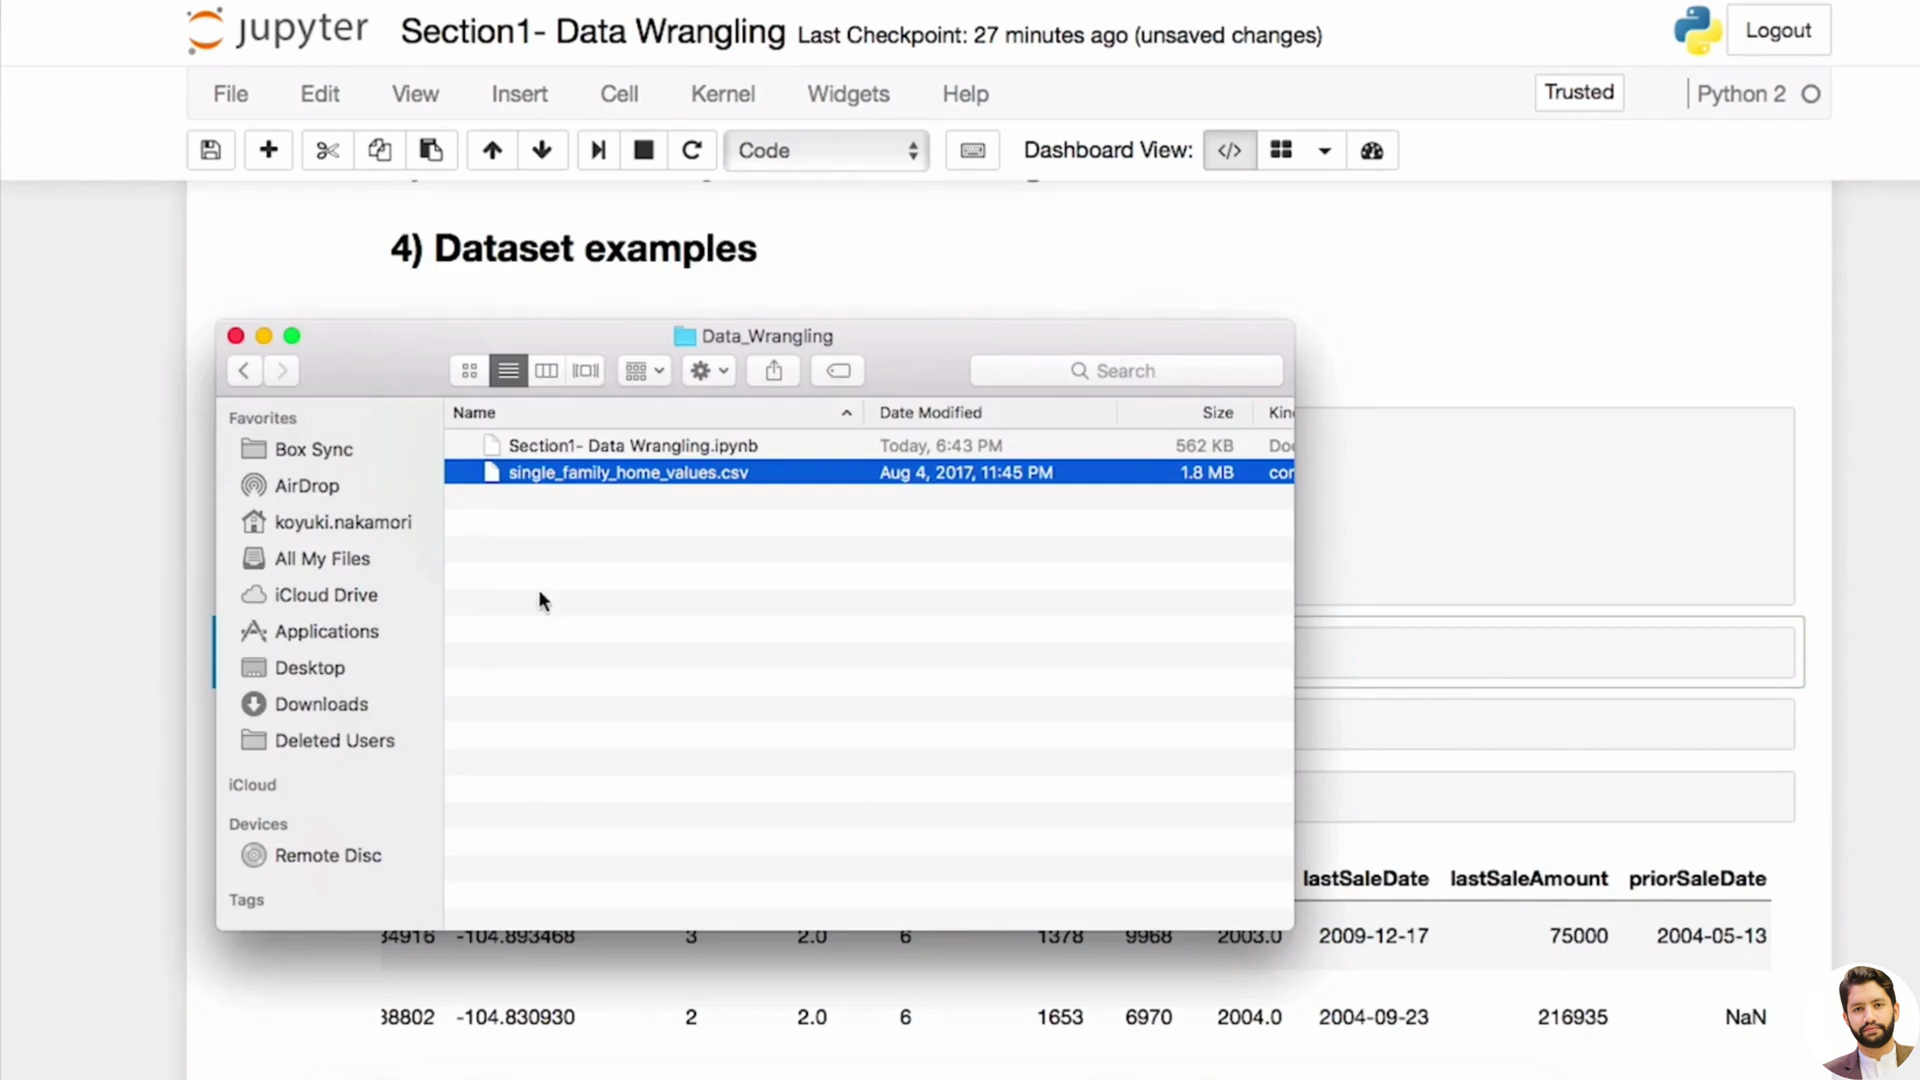 jupyter Section1- Data Wrangling Last Checkpoint: 27 minutes ago (unsaved changes) Logout
File Edit View Insert Cell Kernel Widgets Help Trusted Python 2
Code Dashboard View: </>
4) Dataset examples
Data_Wrangling
Search
Favorites
Box Sync
AirDrop
koyuki.nakamori
All My Files
iCloud Drive
Applications
Desktop
Downloads
Deleted Users
iCloud
Devices
Remote Disc
Tags
Name Date Modified Size Kin
Section1- Data Wrangling.ipynb Today, 6:43 PM 562 KB Do
single_family_home_values.csv Aug 4, 2017, 11:45 PM 1.8 MB
lastSaleDate lastSaleAmount priorSaleDate
34916 -104.893468 3 2.0 6 1378 9968 2003.0 2009-12-17 75000 2004-05-13
38802 -104.830930 2 2.0 6 1653 6970 2004.0 2004-09-23 216935 NaN